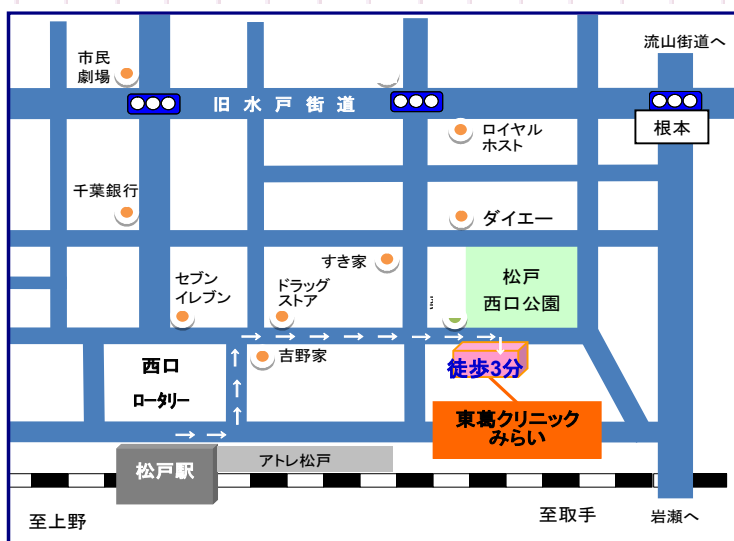 流山街道へ
市民
劇場
旧水戸街道
根本
ロイヤル
ホスト
千葉銀行
ダイエー
すき家
松戸
西口公園
セブン
イレブン
ドラッグ
ストア
西口
ロータリー
吉野家
徒歩3分
東葛クリニック
みらい
アトレ松戸
松戸駅
至上野
至取手
岩瀬へ